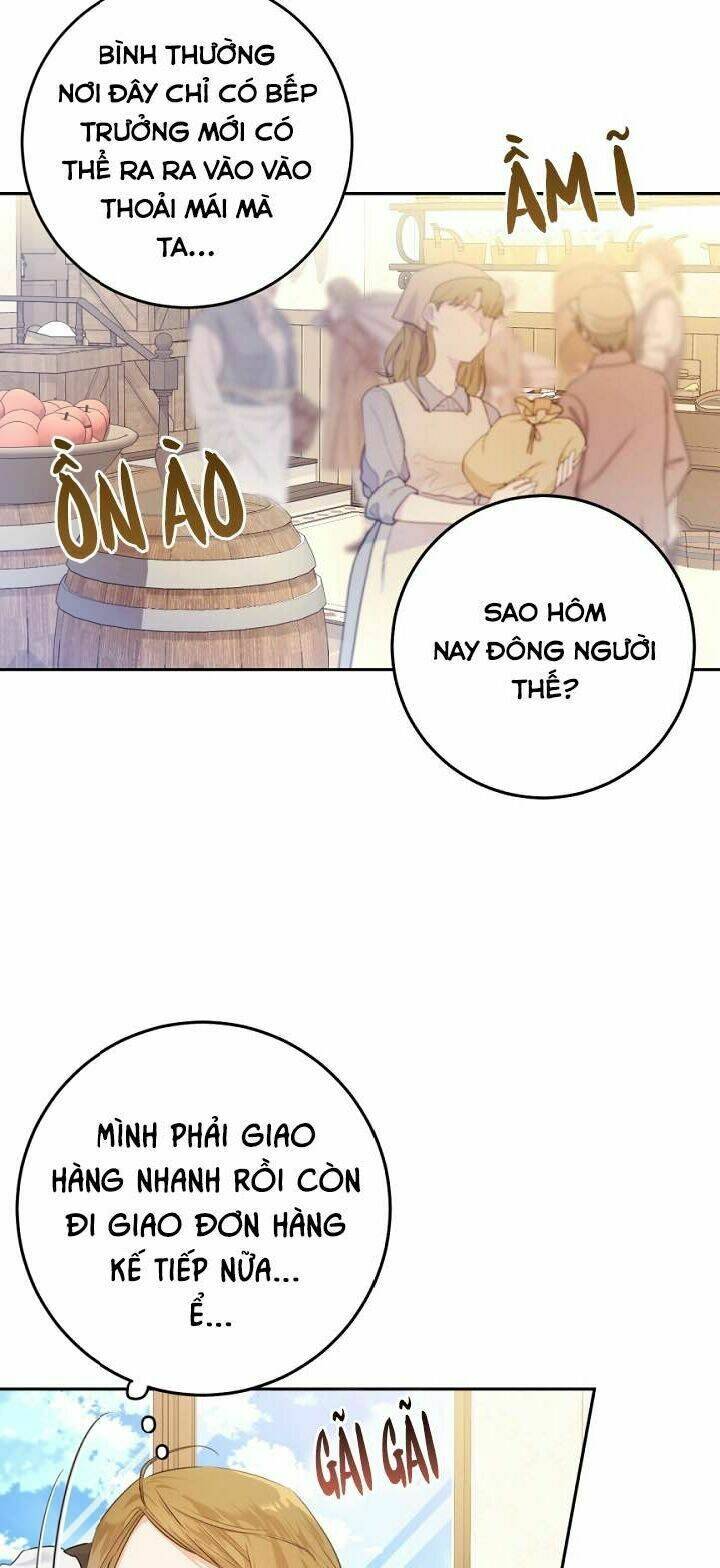 BÌNH THƯỜNG
NƠI ĐÂY CHỈ CÓ BẾP
TRƯỞNG MỚI CÓ
THỂ RA RA VÀO VÀO
THOẢI MÁI MÀ
TA...
ẦM Ĩ
ỒN ÀO
SAO HÔM
NAY ĐÔNG NGƯỜI
THẾ?
MÌNH PHẢI GIAO
HÀNG NHANH RỒI CÒN
ĐI GIAO ĐƠN HÀNG
KẾ TIẾP NỮA...
Ể...
GÃI GÃI